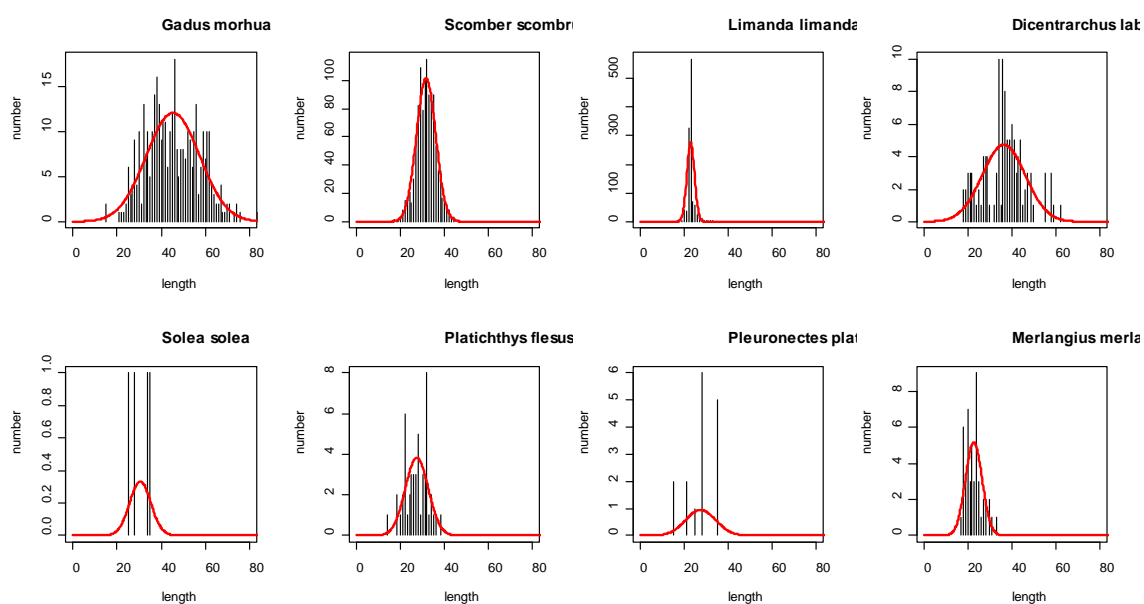 Gadus morhua
number
0 5 10 15
0 20 40 60 80
length
Scomber scombru
number
0 20 40 60 80 100
0 20 40 60 80
length
Limanda limanda
number
0 100 300 500
0 20 40 60 80
length
Dicentrarchus lab
number
0 2 4 6 8 10
0 20 40 60 80
length
Solea solea
number
0.0 0.2 0.4 0.6 0.8 1.0
0 20 40 60 80
length
Platichthys flesus
number
0 2 4 6 8
0 20 40 60 80
length
Pleuronectes plat
number
0 1 2 3 4 5 6
0 20 40 60 80
length
Merlangius merla
number
0 2 4 6 8
0 20 40 60 80
length